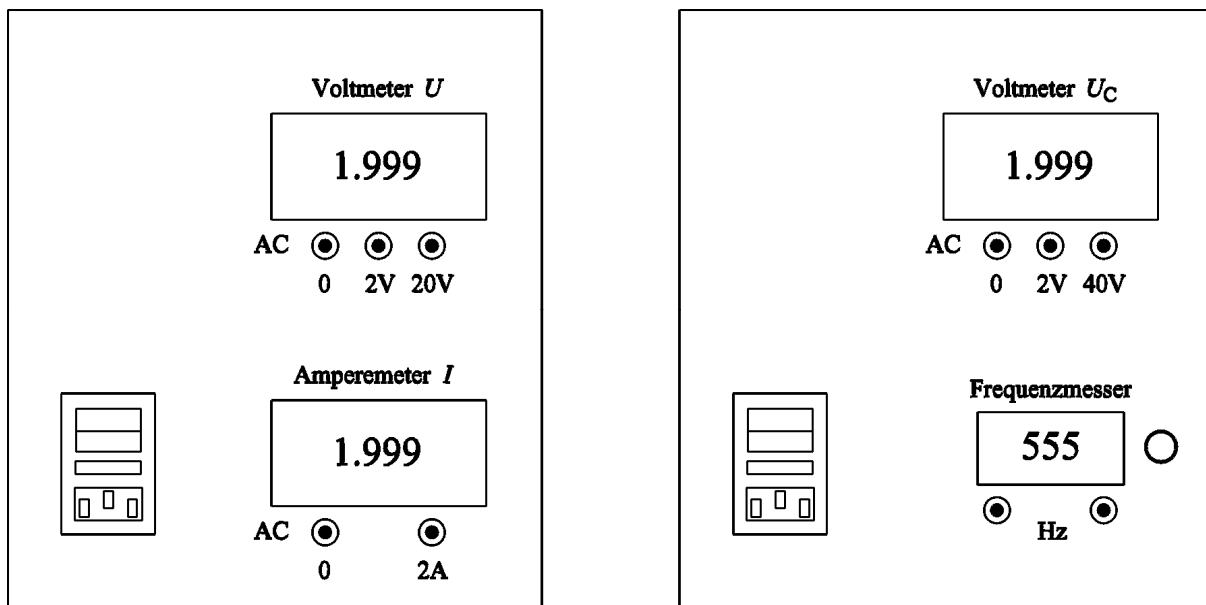 Voltmeter U
1.999
AC
0 2V 20V
Amperemeter I
1.999
AC
0 2A
Voltmeter UC
1.999
AC
0 2V 40V
Frequenzmesser
555
Hz